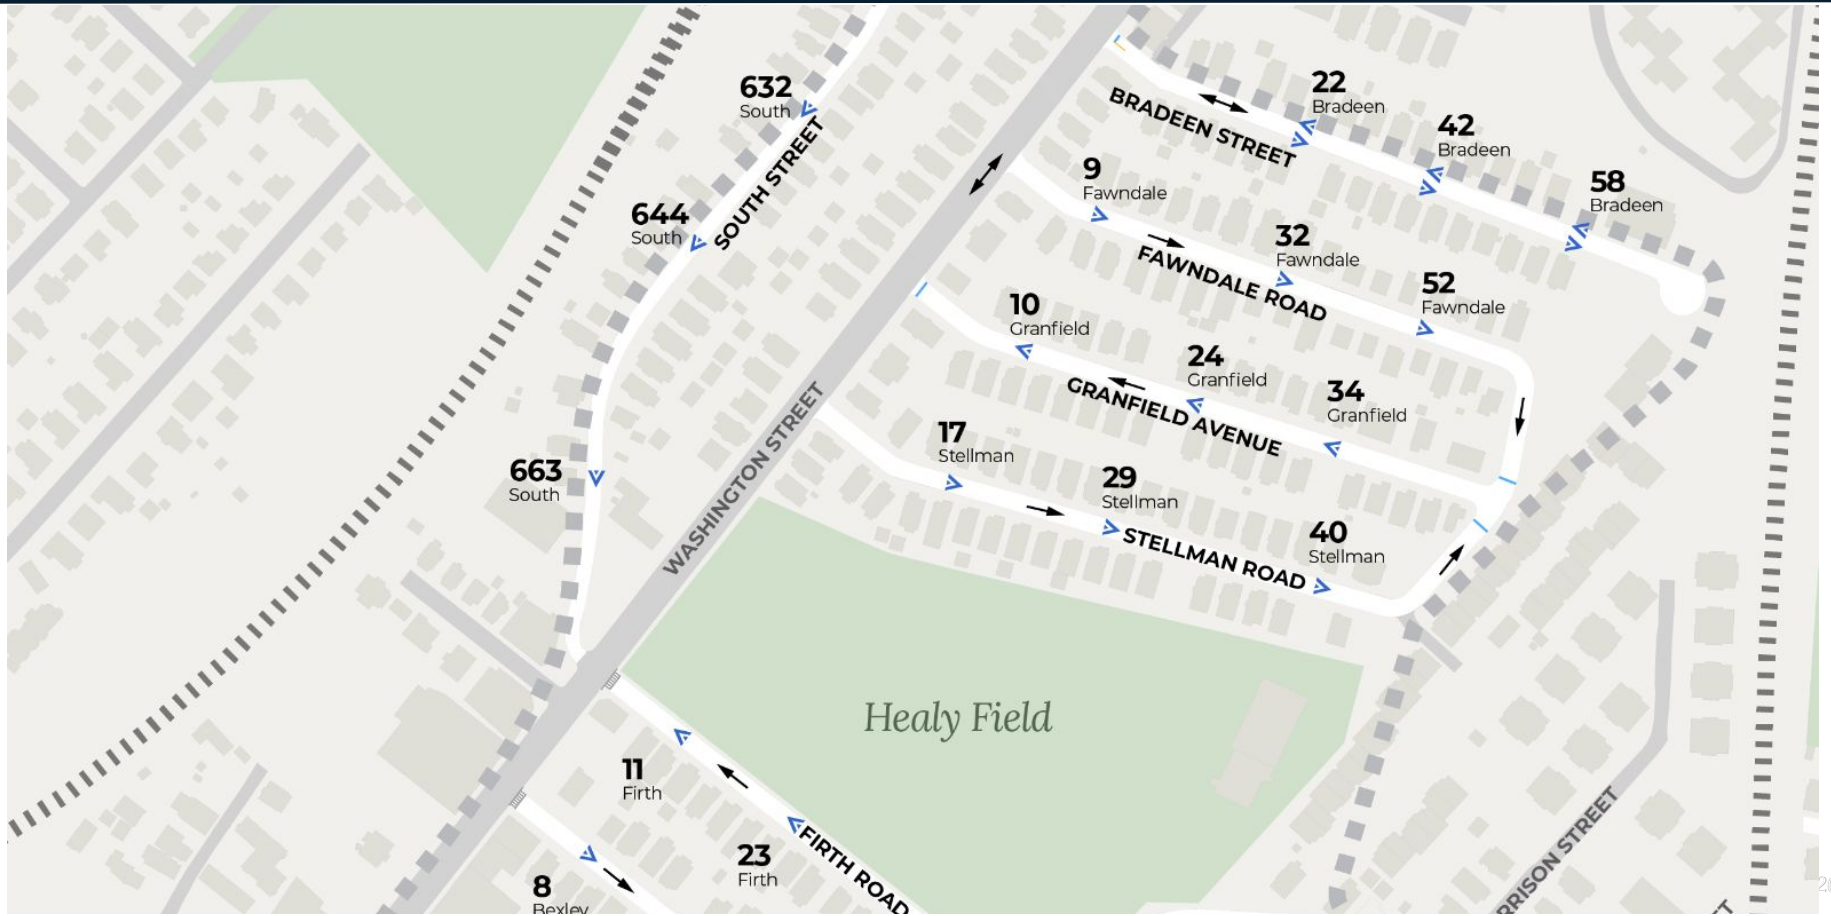 632
South
22
Bradeen
BRADEEN STREET
42
Bradeen
9
Fawndale
58
Bradeen
644
South
SOUTH STREET
32
Fawndale
FAWNDALE ROAD
52
Fawndale
10
Granfield
24
Granfield
GRANFIELD AVENUE
34
Granfield
17
Stellman
663
South
WASHINGTON STREET
29
Stellman
STELLMAN ROAD
40
Stellman
Healy Field
11
Firth
23
Firth
FIRTH ROAD
8
Bexley
RRISON STREET